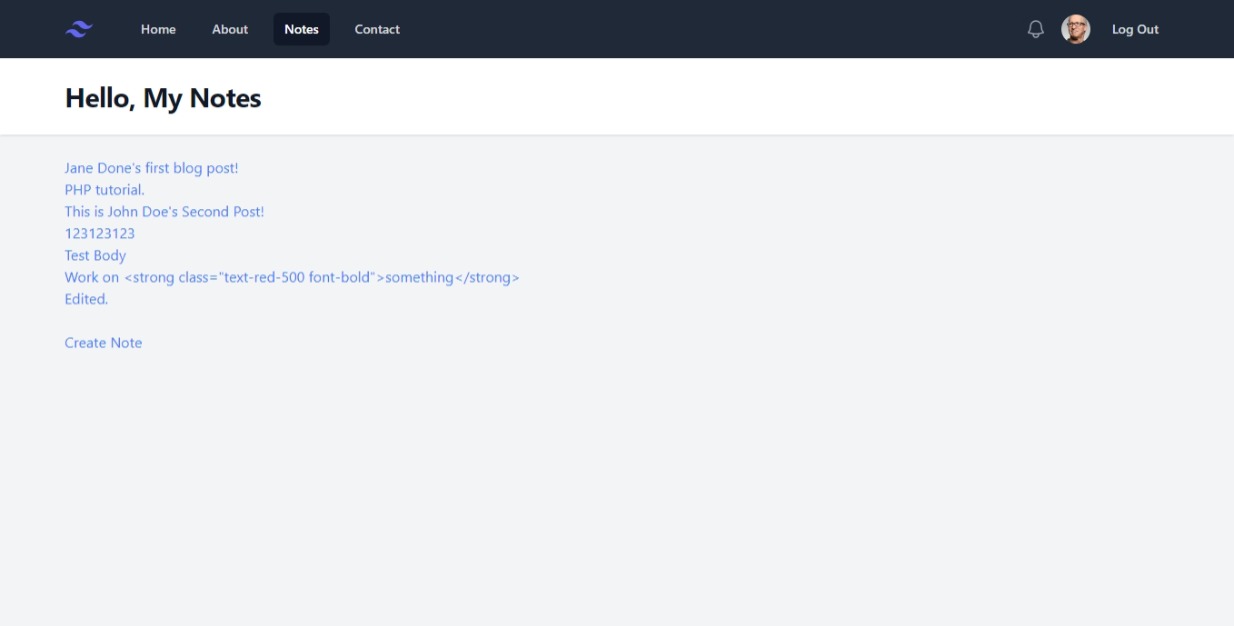 Home About Notes Contact Log Out
Hello, My Notes
Jane Done's first blog post!
PHP tutorial.
This is John Doe's Second Post!
123123123
Test Body
Work on <strong class="text-red-500 font-bold">something</strong>
Edited.
Create Note